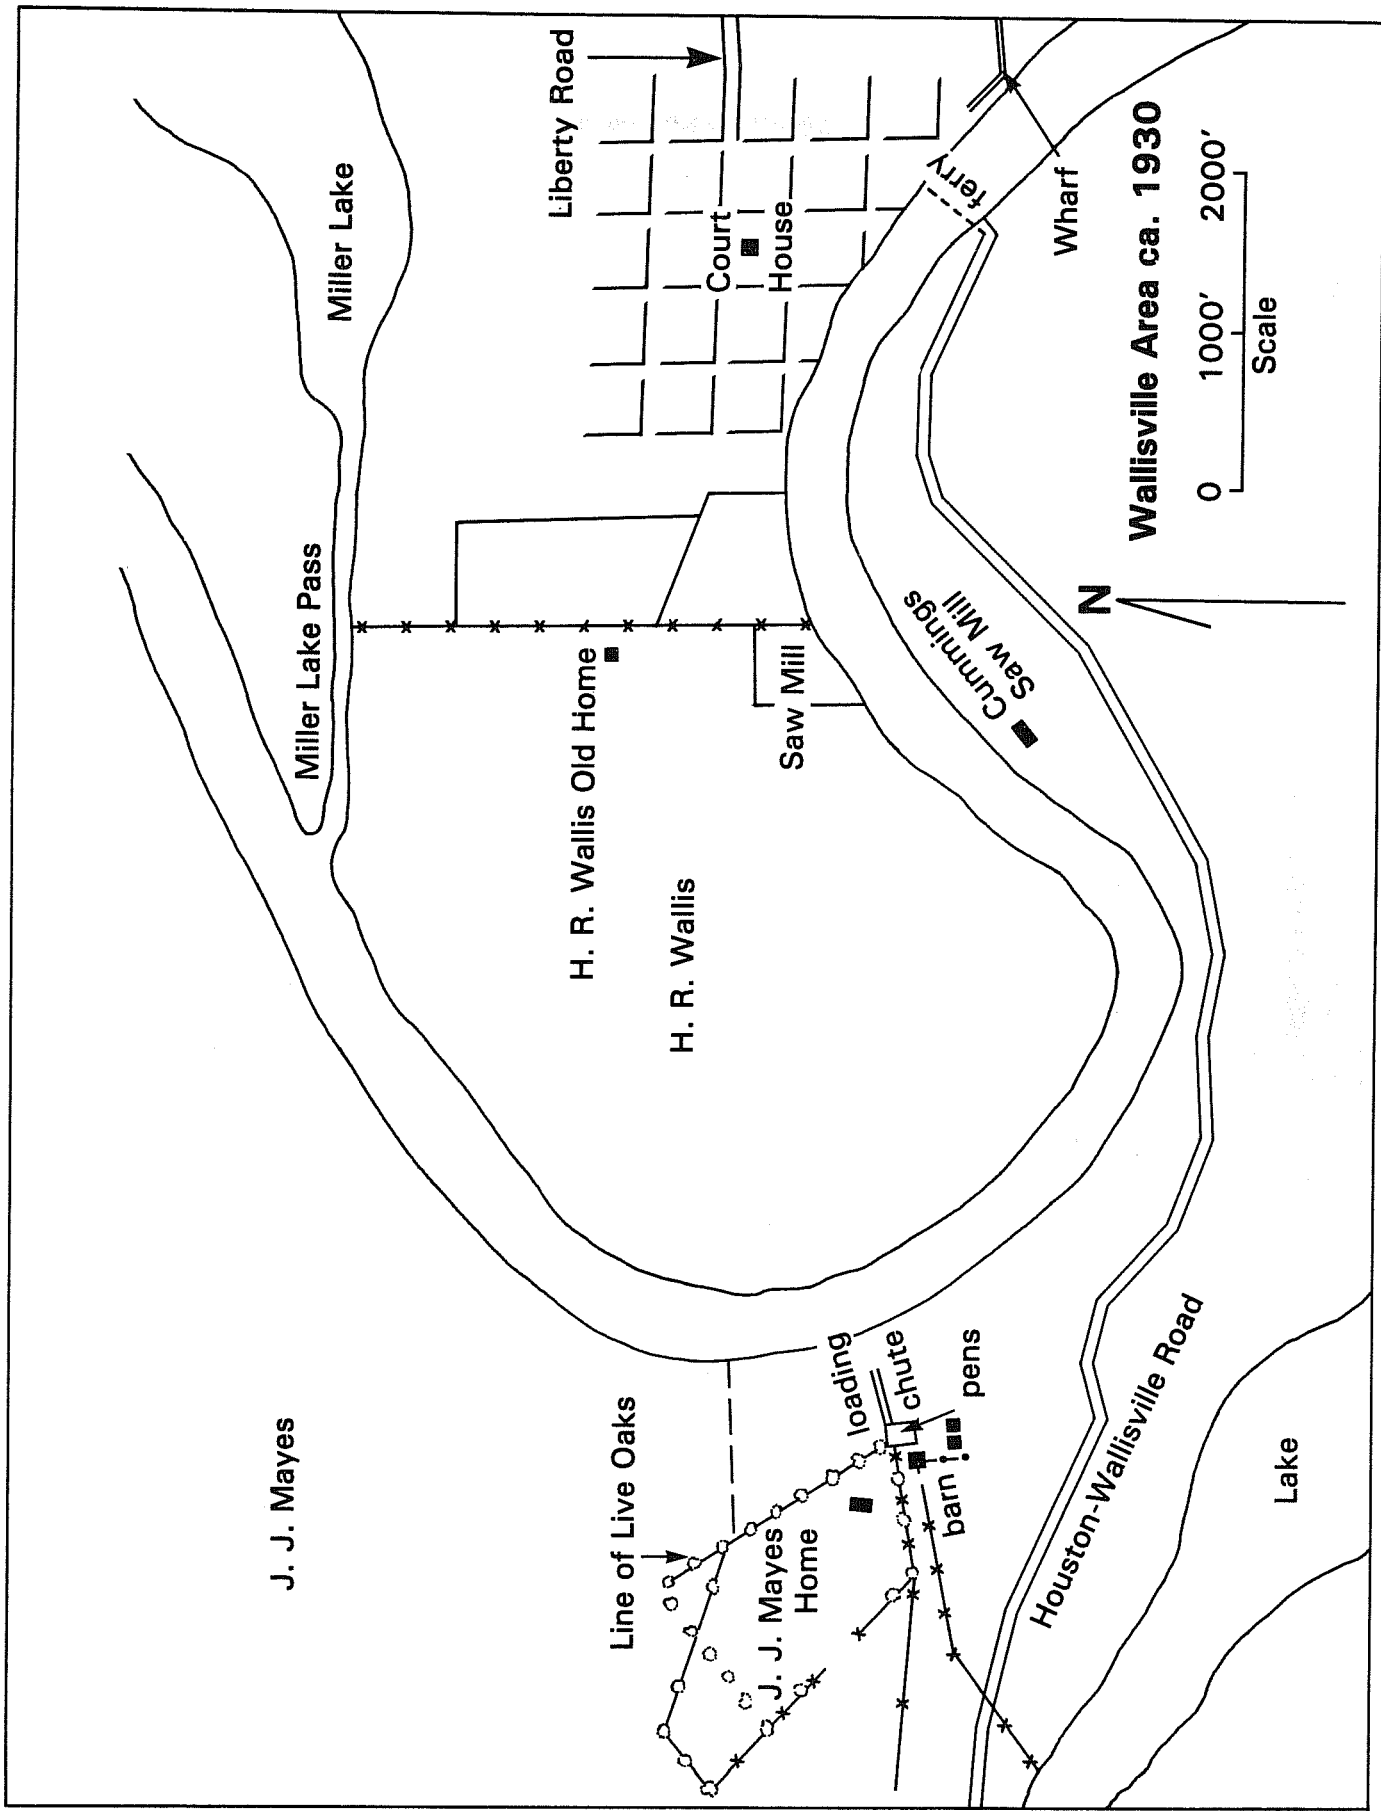 J. J. Mayes
Miller Lake Pass
Miller Lake
Line of Live Oaks
H. R. Wallis Old Home
Liberty Road
H. R. Wallis
Court
House
J. J. Mayes
Home
Saw Mill
loading
chute
pens
barn
ferry
Cummings
Saw Mill
Wharf
Houston-Wallisville Road
Lake
N
Wallisville Area ca. 1930
0 1000' 2000'
Scale